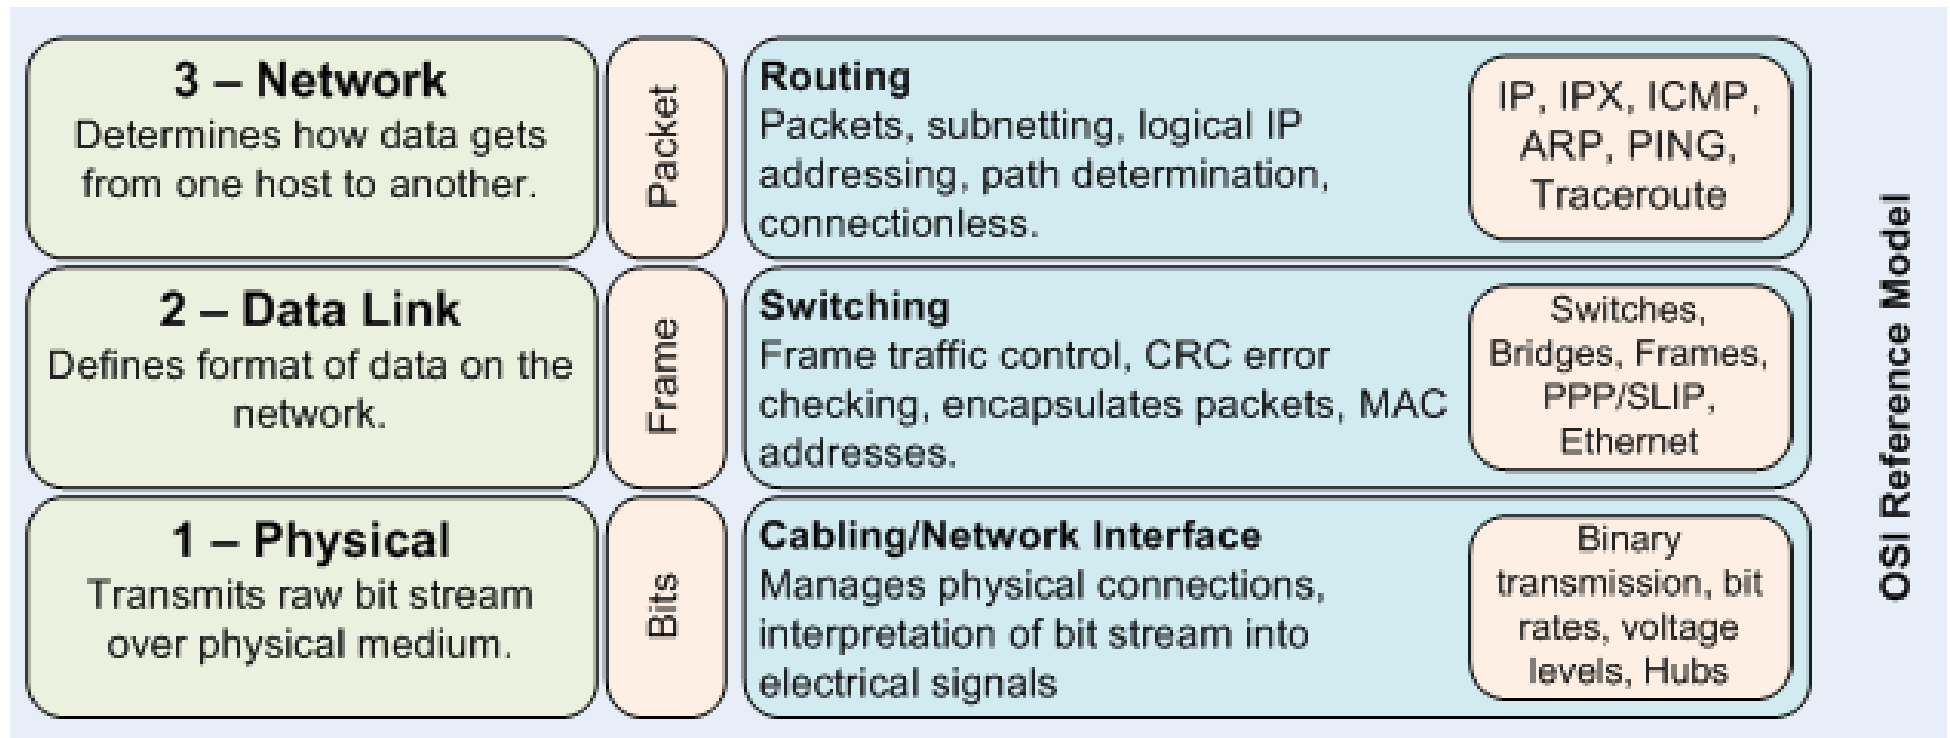 3 – Network
Determines how data gets
from one host to another.
Packet
Routing
Packets, subnetting, logical IP
addressing, path determination,
connectionless.
IP, IPX, ICMP,
ARP, PING,
Traceroute
2 – Data Link
Defines format of data on the
network.
Frame
Switching
Frame traffic control, CRC error
checking, encapsulates packets, MAC
addresses.
Switches,
Bridges, Frames,
PPP/SLIP,
Ethernet
1 – Physical
Transmits raw bit stream
over physical medium.
Bits
Cabling/Network Interface
Manages physical connections,
interpretation of bit stream into
electrical signals
Binary
transmission, bit
rates, voltage
levels, Hubs
OSI Reference Model